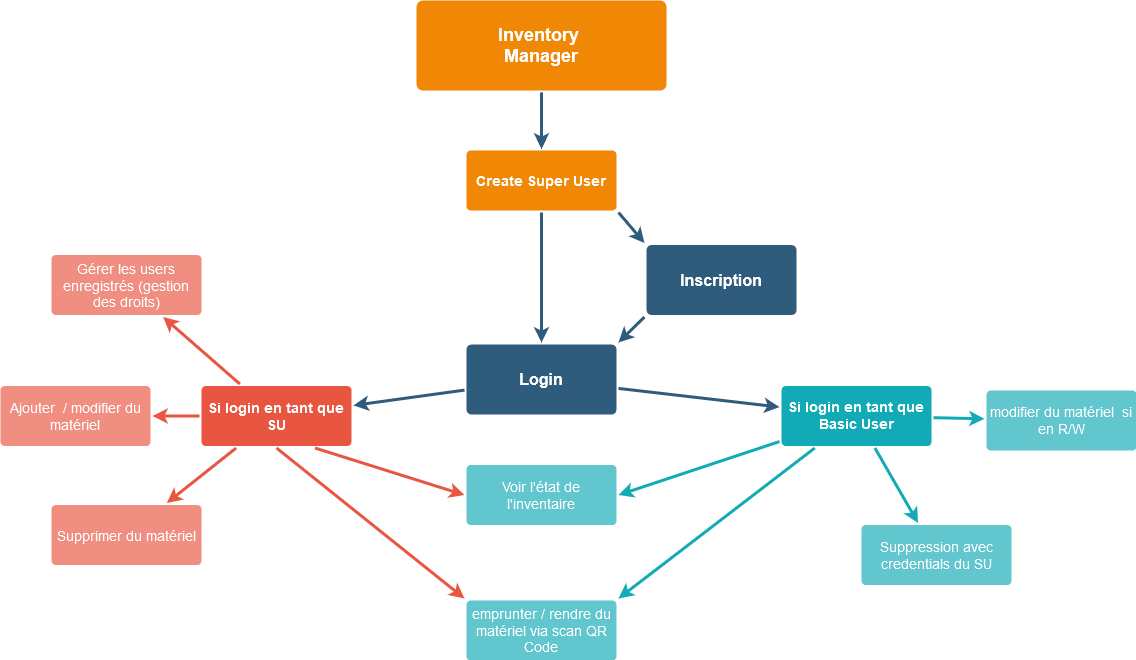 Inventory
Manager
Create Super User
Inscription
Gérer les users
enregistrés (gestion
des droits)
Login
Ajouter / modifier du
matériel
Si login en tant que
SU
Si login en tant que
Basic User
modifier du matériel si
en R/W
Voir l'état de
l'inventaire
Supprimer du matériel
Suppression avec
credentials du SU
emprunter / rendre du
matériel via scan QR
Code